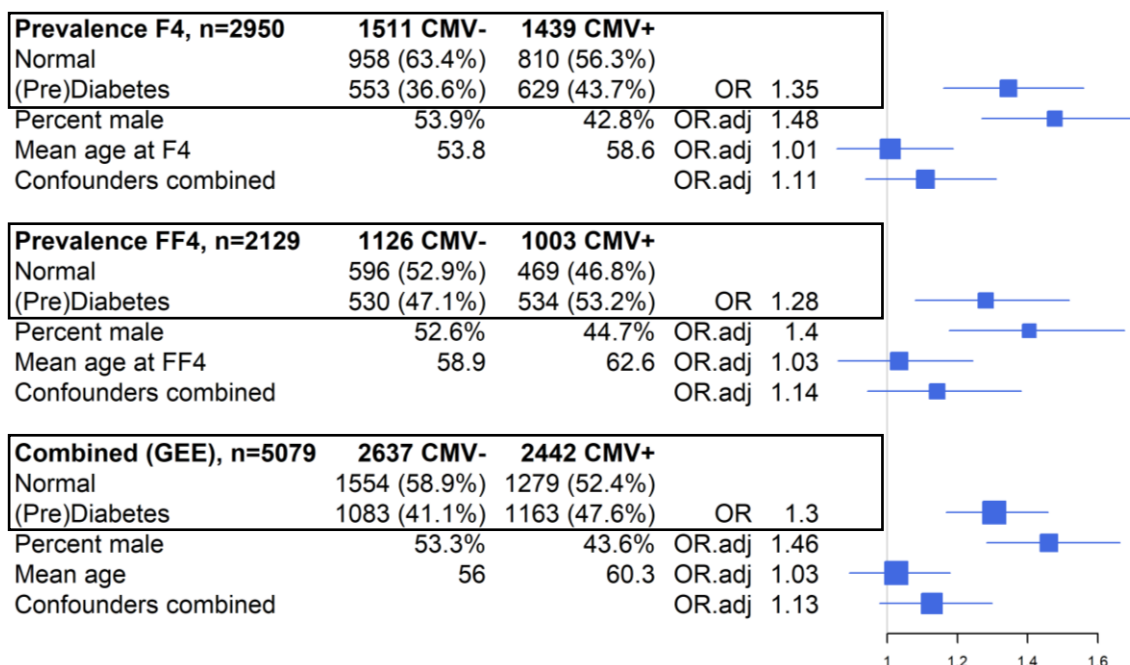 Prevalence F4, n=2950 1511 CMV- 1439 CMV+
Normal 958 (63.4%) 810 (56.3%)
(Pre)Diabetes 553 (36.6%) 629 (43.7%) OR 1.35
Percent male 53.9% 42.8% OR.adj 1.48
Mean age at F4 53.8 58.6 OR.adj 1.01
Confounders combined OR.adj 1.11
Prevalence FF4, n=2129 1126 CMV- 1003 CMV+
Normal 596 (52.9%) 469 (46.8%)
(Pre)Diabetes 530 (47.1%) 534 (53.2%) OR 1.28
Percent male 52.6% 44.7% OR.adj 1.4
Mean age at FF4 58.9 62.6 OR.adj 1.03
Confounders combined OR.adj 1.14
Combined (GEE), n=5079 2637 CMV- 2442 CMV+
Normal 1554 (58.9%) 1279 (52.4%)
(Pre)Diabetes 1083 (41.1%) 1163 (47.6%) OR 1.3
Percent male 53.3% 43.6% OR.adj 1.46
Mean age 56 60.3 OR.adj 1.03
Confounders combined OR.adj 1.13
1 1.2 1.4 1.6